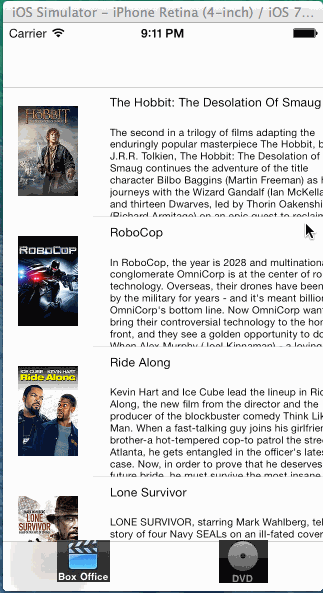 iOS Simulator - iPhone Retina (4-inch) / iOS 7...
Carrier 9:11 PM
The Hobbit: The Desolation Of Smaug
The second in a trilogy of films adapting the
enduringly popular masterpiece The Hobbit, b
J.R.R. Tolkien, The Hobbit: The Desolation of
Smaug continues the adventure of the title
character Bilbo Baggins (Martin Freeman) as h
journeys with the Wizard Gandalf (Ian McKella
and thirteen Dwarves, led by Thorin Oakenshi
(Richard Armitage) on an epic quest to reclaim
HOBBIT
RoboCop
In RoboCop, the year is 2028 and multinationa
conglomerate OmniCorp is at the center of ro
technology. Overseas, their drones have been
by the military for years - and it's meant billion
OmniCorp's bottom line. Now OmniCorp want
bring their controversial technology to the hor
front, and they see a golden opportunity to do
When Alex Murphy (Joel Kinnaman) - a loving
ROBOCOP
Ride Along
Kevin Hart and Ice Cube lead the lineup in Ric
Along, the new film from the director and the
producer of the blockbuster comedy Think Lik
Man. When a fast-talking guy joins his girlfrier
brother-a hot-tempered cop-to patrol the stre
Atlanta, he gets entangled in the officer's lates
case. Now, in order to prove that he deserves
future bride, he must survive the most insane
ICE CUBE KEVIN HART
Ride Along
Lone Survivor
LONE SURVIVOR, starring Mark Wahlberg, tel
story of four Navy SEALs on an ill-fated cover
LONE
SURVIVOR
Box Office
DVD